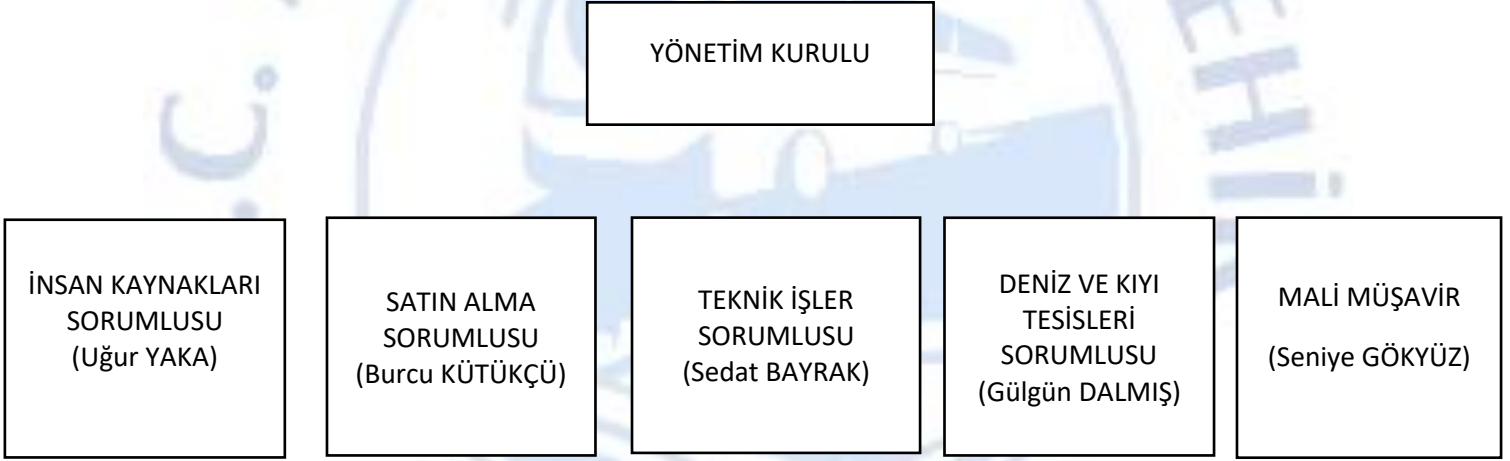 YÖNETİM KURULU
İNSAN KAYNAKLARI
SORUMLUSU
(Uğur YAKA)
SATIN ALMA
SORUMLUSU
(Burcu KÜTÜKÇÜ)
TEKNİK İŞLER
SORUMLUSU
(Sedat BAYRAK)
DENİZ VE KIYI
TESİSLERİ
SORUMLUSU
(Gülgün DALMIŞ)
MALİ MÜŞAVİR
(Seniye GÖKYÜZ)